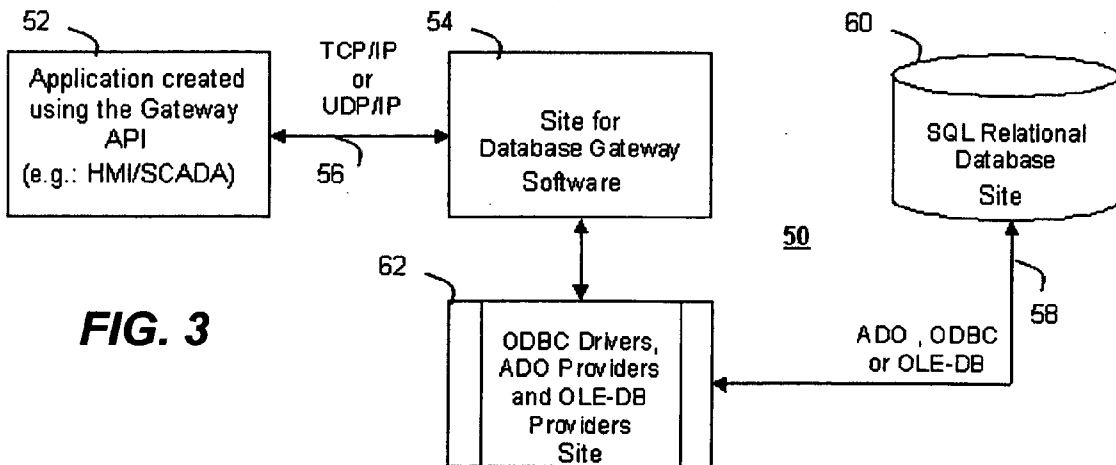 52
Application created
using the Gateway
API
(e.g.: HMI/SCADA)
TCP/IP
or
UDP/IP
56
54
Site for
Database Gateway
Software
60
SQL Relational
Database
Site
50
58
62
ODBC Drivers,
ADO Providers
and OLE-DB
Providers
Site
ADO , ODBC
or OLE-DB
FIG. 3